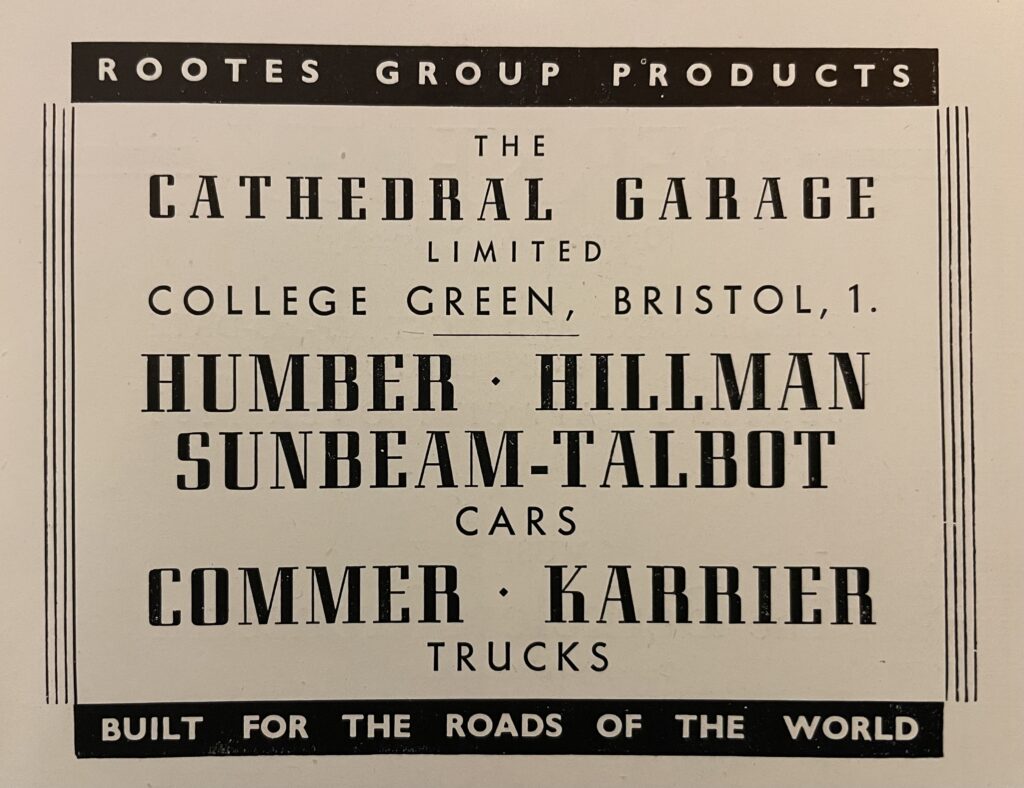 ROOTES GROUP PRODUCTS
THE
CATHEDRAL GARAGE
LIMITED
COLLEGE GREEN, BRISTOL, 1.
HUMBER · HILLMAN
SUNBEAM-TALBOT
CARS
COMMER · KARRIER
TRUCKS
BUILT FOR THE ROADS OF THE WORLD